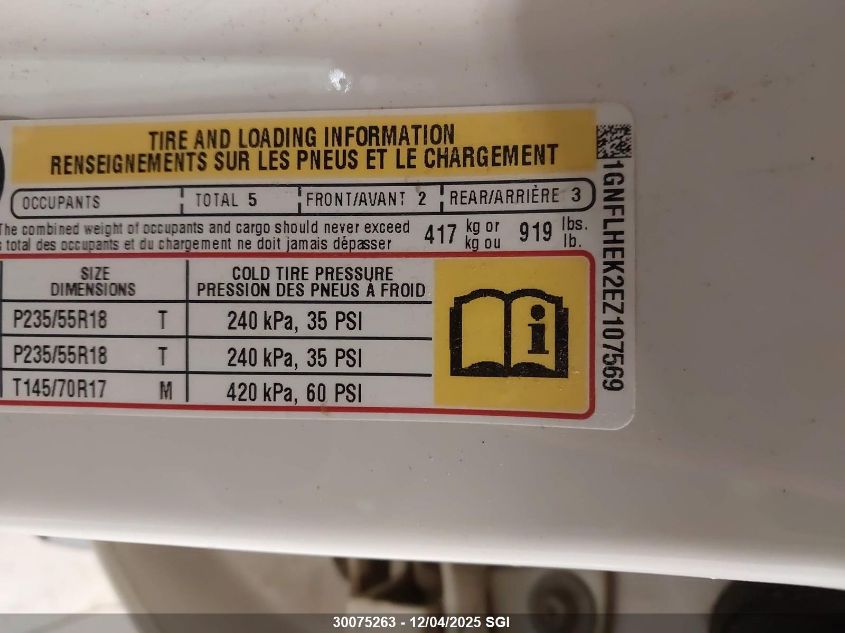 TIRE AND LOADING INFORMATION
RENSEIGNEMENTS SUR LES PNEUS ET LE CHARGEMENT
OCCUPANTS TOTAL 5 FRONT/AVANT 2 REAR/ARRIÈRE 3
The combined weight of occupants and cargo should never exceed 417 kg or 919 lbs.
total des occupants et du chargement ne doit jamais dépasser kg ou lb.
SIZE COLD TIRE PRESSURE
DIMENSIONS PRESSION DES PNEUS À FROID
P235/55R18 T 240 kPa, 35 PSI
P235/55R18 T 240 kPa, 35 PSI
T145/70R17 M 420 kPa, 60 PSI
1GNFLHEK2EZ107569
30075263 - 12/04/2025 SGI